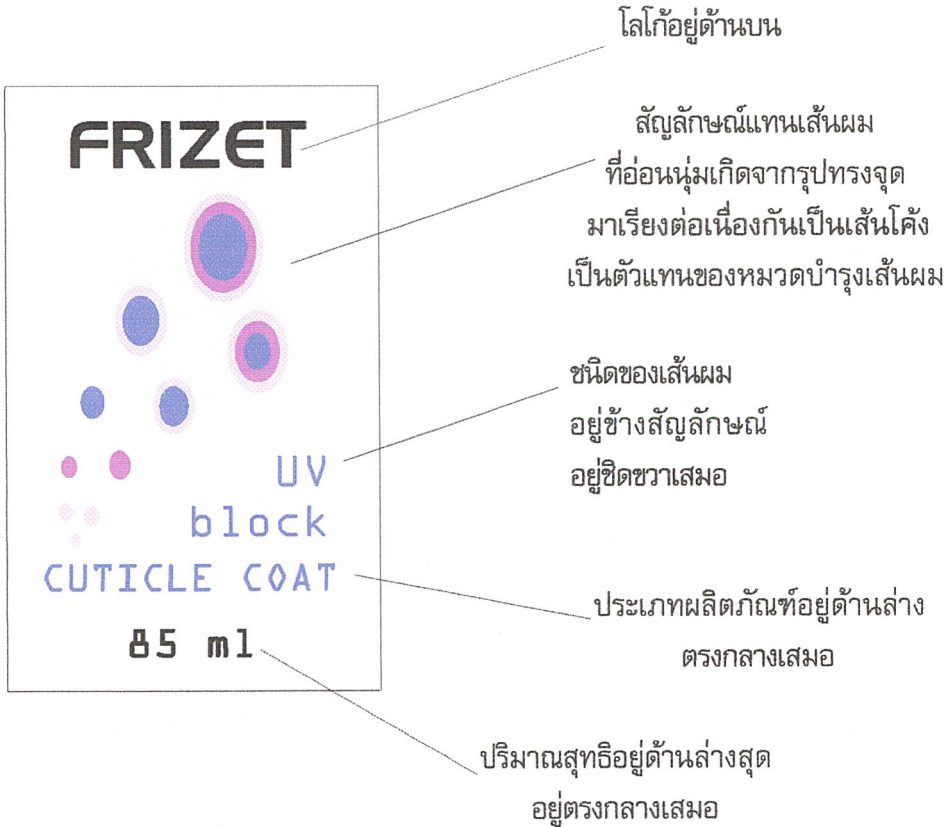 โลโก้อยู่ด้านบน
FRIZET
สัญลักษณ์แทนเส้นผม
ที่อ่อนนุ่มเกิดจากรุปทรงจุด
มาเรียงต่อเนื่องกันเป็นเส้นโค้ง
เป็นตัวแทนของหมวดบำรุงเส้นผม
ชนิดของเส้นผม
อยู่ข้างสัญลักษณ์
อยู่ชิดขวาเสมอ
UV
block
CUTICLE COAT
85 ml
ประเภทผลิตภัณฑ์อยู่ด้านล่าง
ตรงกลางเสมอ
ปริมาณสุทธิอยู่ด้านล่างสุด
อยู่ตรงกลางเสมอ